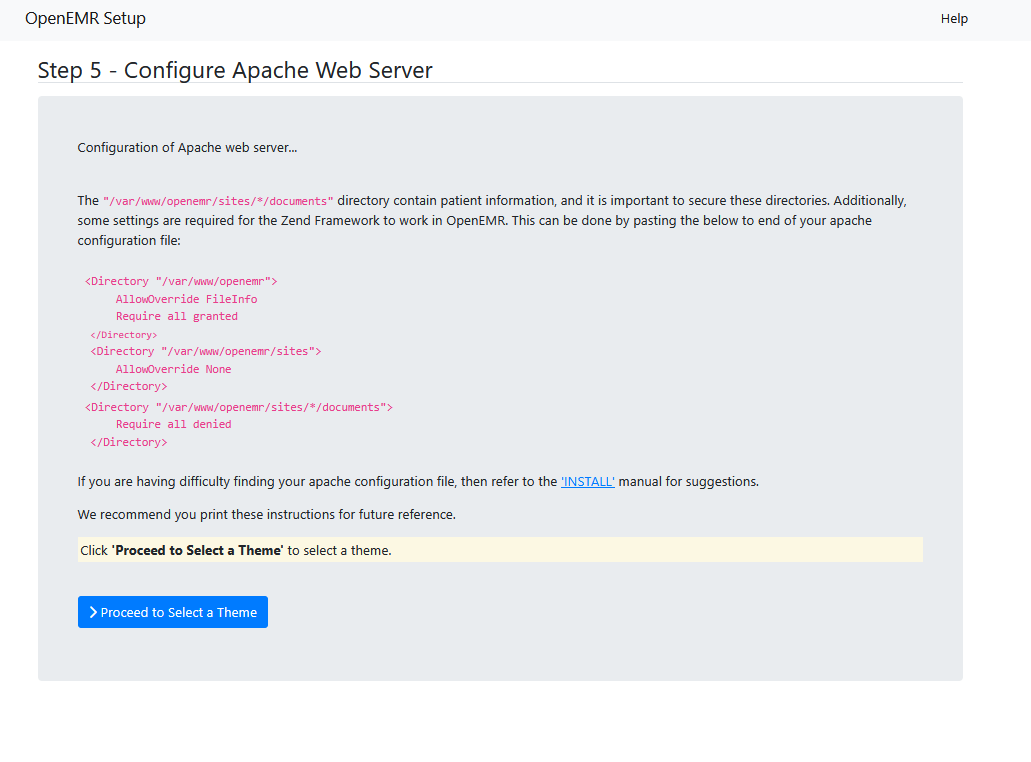 OpenEMR Setup
Help
Step 5 - Configure Apache Web Server
Configuration of Apache web server...
The "/var/www/openemr/sites/*/documents" directory contain patient information, and it is important to secure these directories. Additionally,
some settings are required for the Zend Framework to work in OpenEMR. This can be done by pasting the below to end of your apache
configuration file:
<Directory "/var/www/openemr">
AllowOverride FileInfo
Require all granted
</Directory>
<Directory "/var/www/openemr/sites">
AllowOverride None
</Directory>
<Directory "/var/www/openemr/sites/*/documents">
Require all denied
</Directory>
If you are having difficulty finding your apache configuration file, then refer to the 'INSTALL' manual for suggestions.
We recommend you print these instructions for future reference.
Click 'Proceed to Select a Theme' to select a theme.
Proceed to Select a Theme